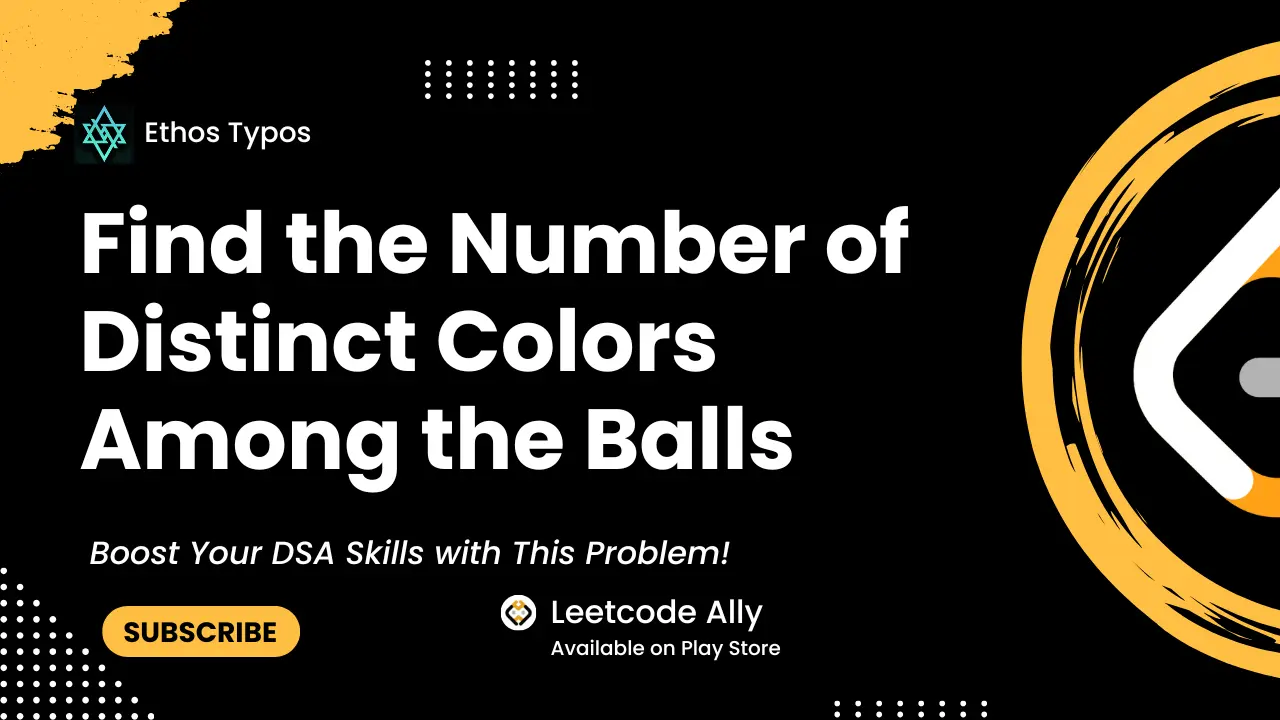 Ethos Typos
Find the Number of
Distinct Colors
Among the Balls
Boost Your DSA Skills with This Problem!
SUBSCRIBE
Leetcode Ally
Available on Play Store